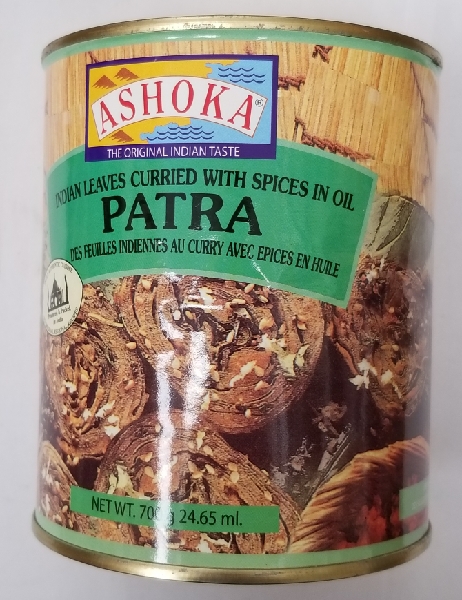 ASHOKA®
THE ORIGINAL INDIAN TASTE
INDIAN LEAVES CURRIED WITH SPICES IN OIL
PATRA
DES FEUILLES INDIENNES AU CURRY AVEC EPICES EN HUILE
NET WT. 700 g 24.65 ml.